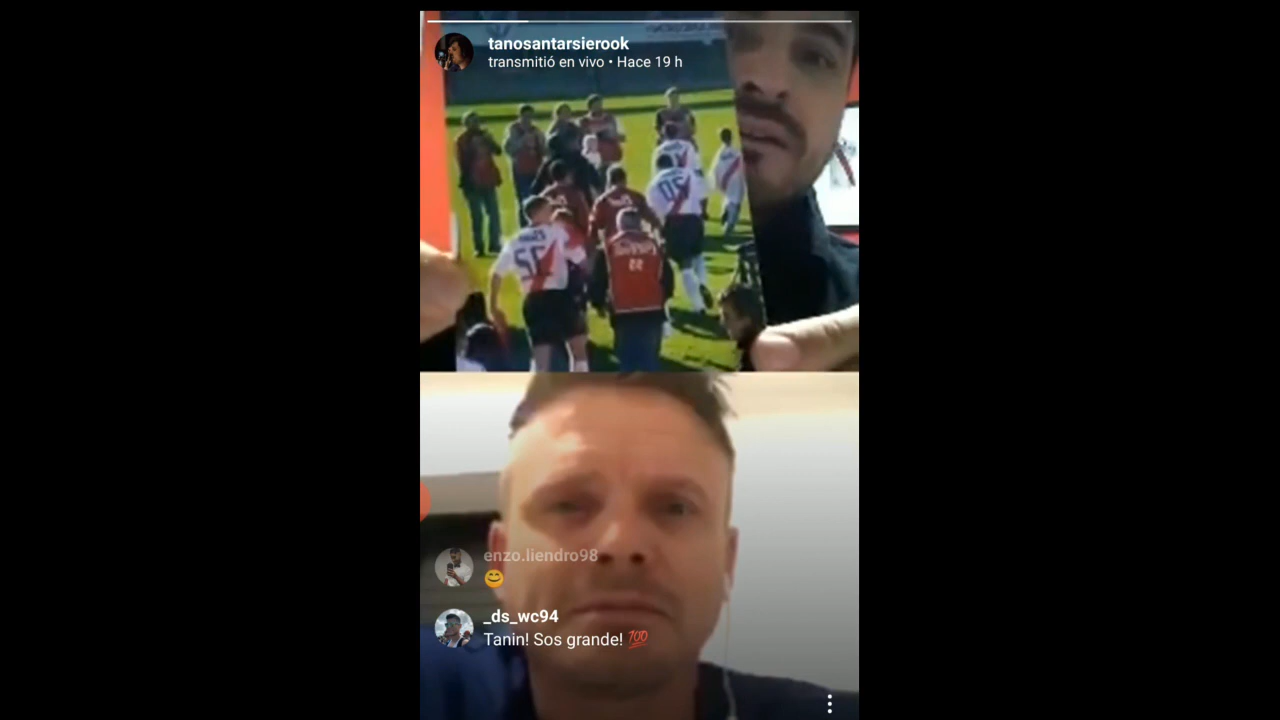 tanosantarsierook
transmitió en vivo • Hace 19 h
enzo.liendro98
😊
_ds_wc94
Tanin! Sos grande! 💯